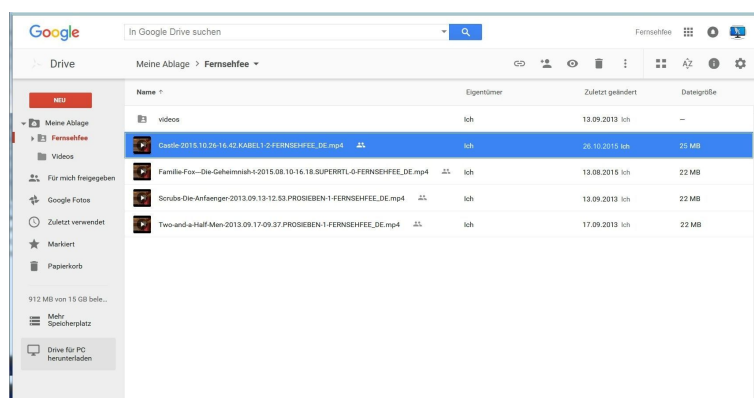 Google
In Google Drive suchen
Fernsehfee
Drive
Meine Ablage > Fernsehfee
NEU
Meine Ablage
Fernsehfee
Videos
Für mich freigegeben
Google Fotos
Zuletzt verwendet
Markiert
Papierkorb
912 MB von 15 GB bele...
Mehr
Speicherplatz
Drive für PC
herunterladen
Name ↑ Eigentümer Zuletzt geändert Dateigröße
videos Ich 13.09.2013 Ich –
Castle-2015.10.26-16.42.KABEL1-2-FERNSEHFEE_DE.mp4 Ich 26.10.2015 Ich 25 MB
Familie-Fox---Die-Geheimnish-t-2015.08.10-16.18.SUPERRTL-0-FERNSEHFEE_DE.mp4 Ich 13.08.2015 Ich 22 MB
Scrubs-Die-Anfaenger-2013.09.13-12.53.PROSIEBEN-1-FERNSEHFEE_DE.mp4 Ich 13.09.2013 Ich 22 MB
Two-and-a-Half-Men-2013.09.17-09.37.PROSIEBEN-1-FERNSEHFEE_DE.mp4 Ich 17.09.2013 Ich 22 MB